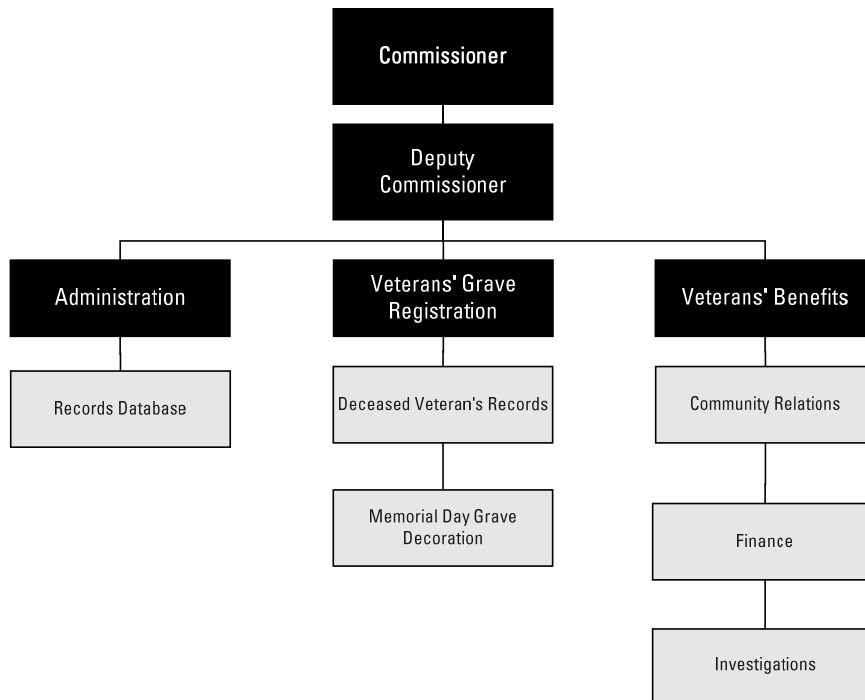 Commissioner
Deputy
Commissioner
Administration
Veterans' Grave
Registration
Veterans' Benefits
Records Database
Deceased Veteran's Records
Community Relations
Memorial Day Grave
Decoration
Finance
Investigations